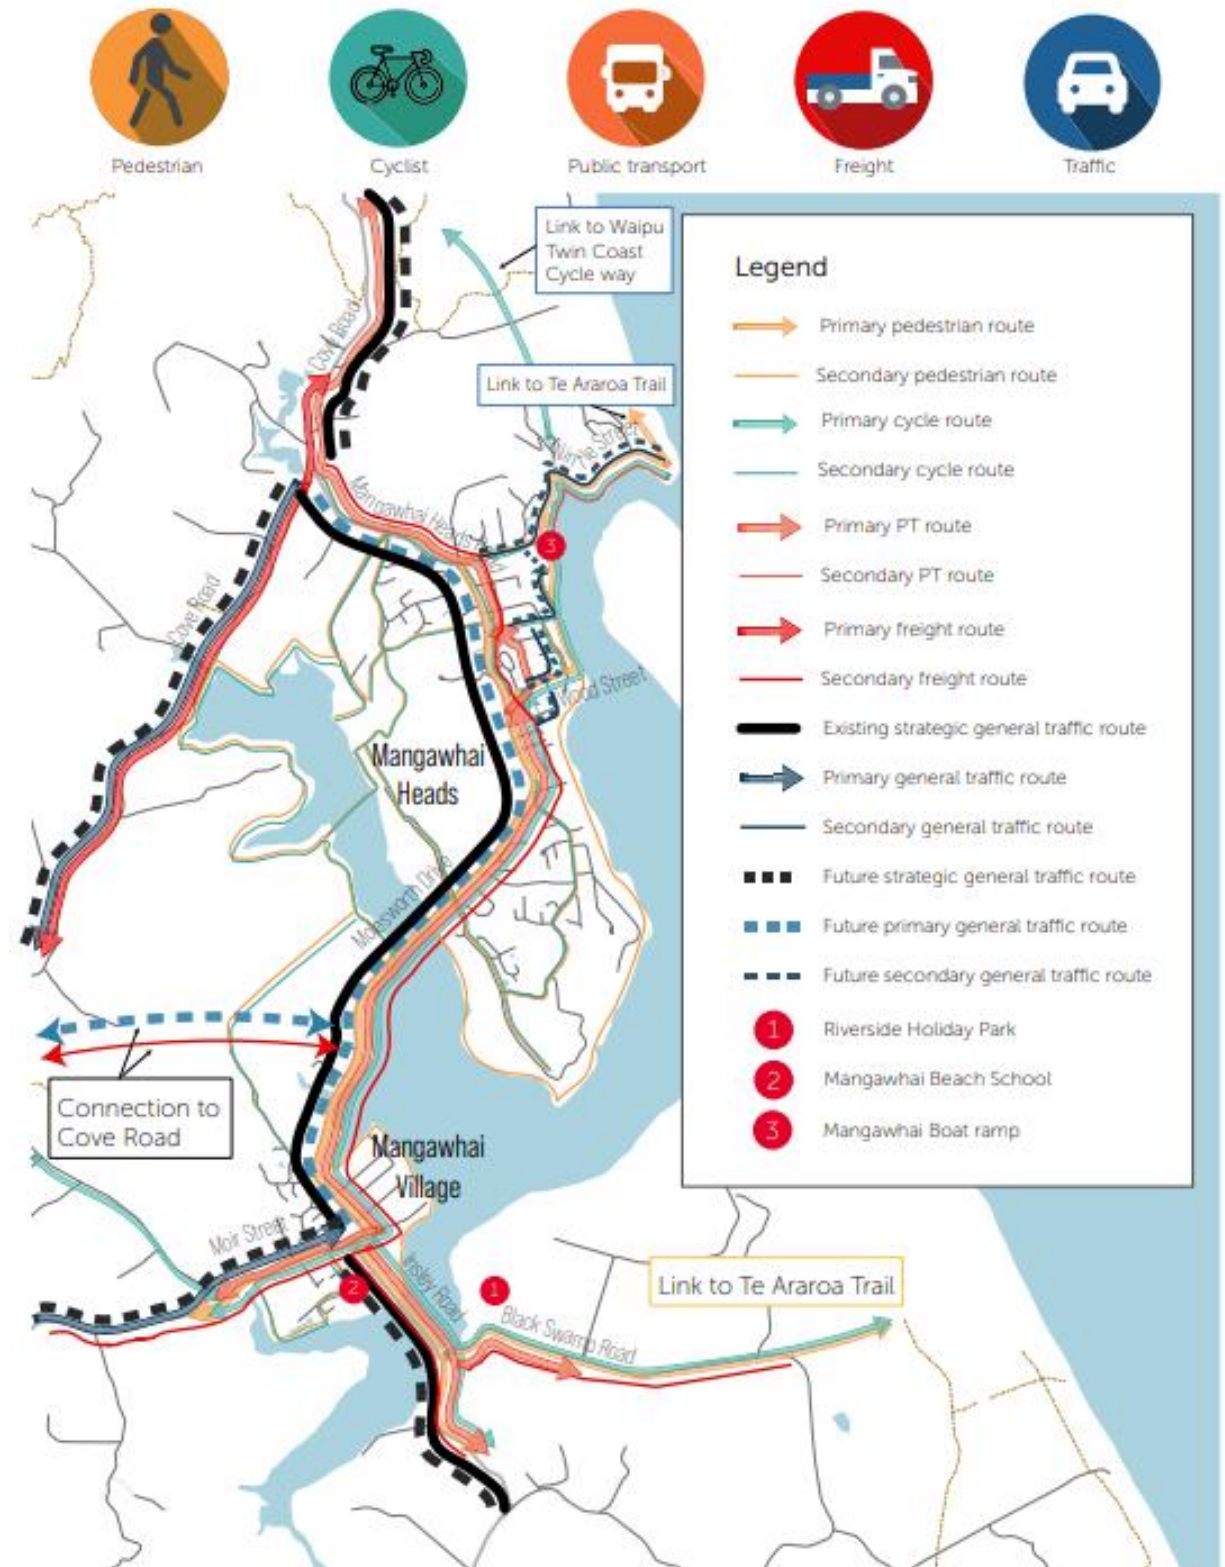 Pedestrian
Cyclist
Public transport
Freight
Traffic
Link to Waipu
Twin Coast
Cycle way
Link to Te Araroa Trail
Cove Road
Mangawhai Heads
Cove Road
Wood Street
Mangawhai
Heads
Molesworth Drive
Connection to
Cove Road
Mangawhai
Village
Moir Street
Insley Road
Black Swamp Road
Link to Te Araroa Trail
1
2
3
Legend
Primary pedestrian route
Secondary pedestrian route
Primary cycle route
Secondary cycle route
Primary PT route
Secondary PT route
Primary freight route
Secondary freight route
Existing strategic general traffic route
Primary general traffic route
Secondary general traffic route
Future strategic general traffic route
Future primary general traffic route
Future secondary general traffic route
1 Riverside Holiday Park
2 Mangawhai Beach School
3 Mangawhai Boat ramp